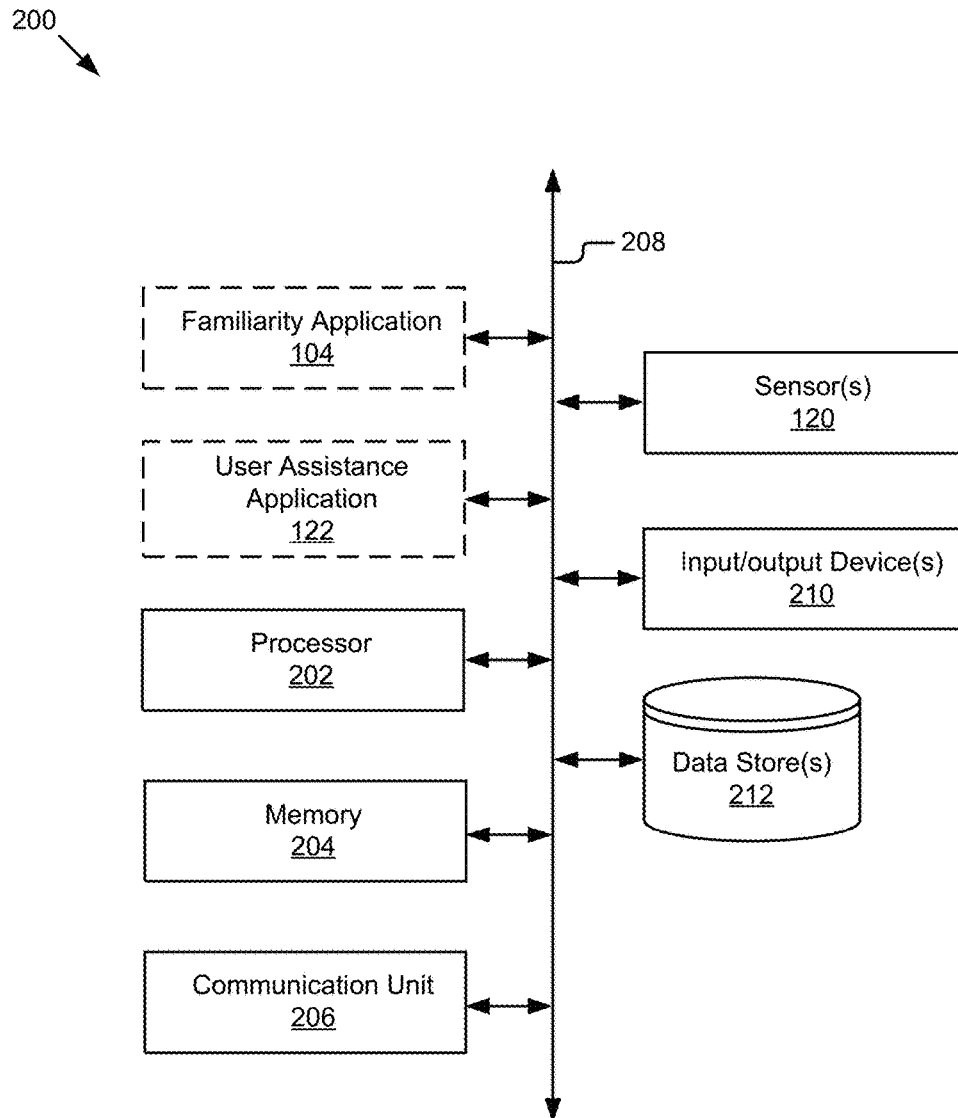 200
208
Familiarity Application
104
Sensor(s)
120
User Assistance
Application
122
Input/output Device(s)
210
Processor
202
Data Store(s)
212
Memory
204
Communication Unit
206